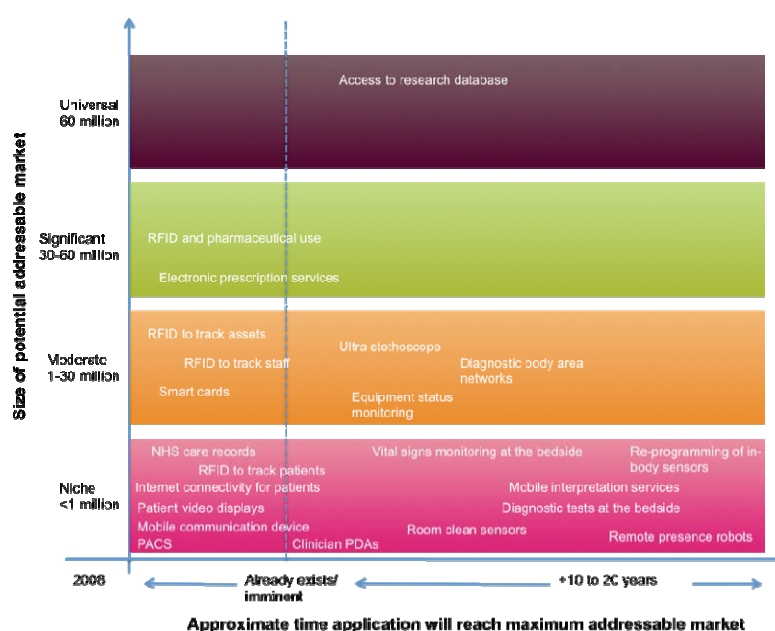 Size of potential addressable market
Universal
60 million
Access to research database
Significant
30-60 million
RFID and pharmaceutical use
Electronic prescription services
Moderate
1-30 million
RFID to track assets
Ultra stethoscope
RFID to track staff
Diagnostic body area
networks
Smart cards
Equipment status
monitoring
Niche
<1 million
NHS care records
Vital signs monitoring at the bedside
Re-programming of in-
body sensors
RFID to track patients
Internet connectivity for patients
Mobile interpretation services
Patient video displays
Diagnostic tests at the bedside
Mobile communication device
Room clean sensors
Remote presence robots
PACS
Clinician PDAs
2008
Already exists/
imminent
+10 to 20 years
Approximate time application will reach maximum addressable market